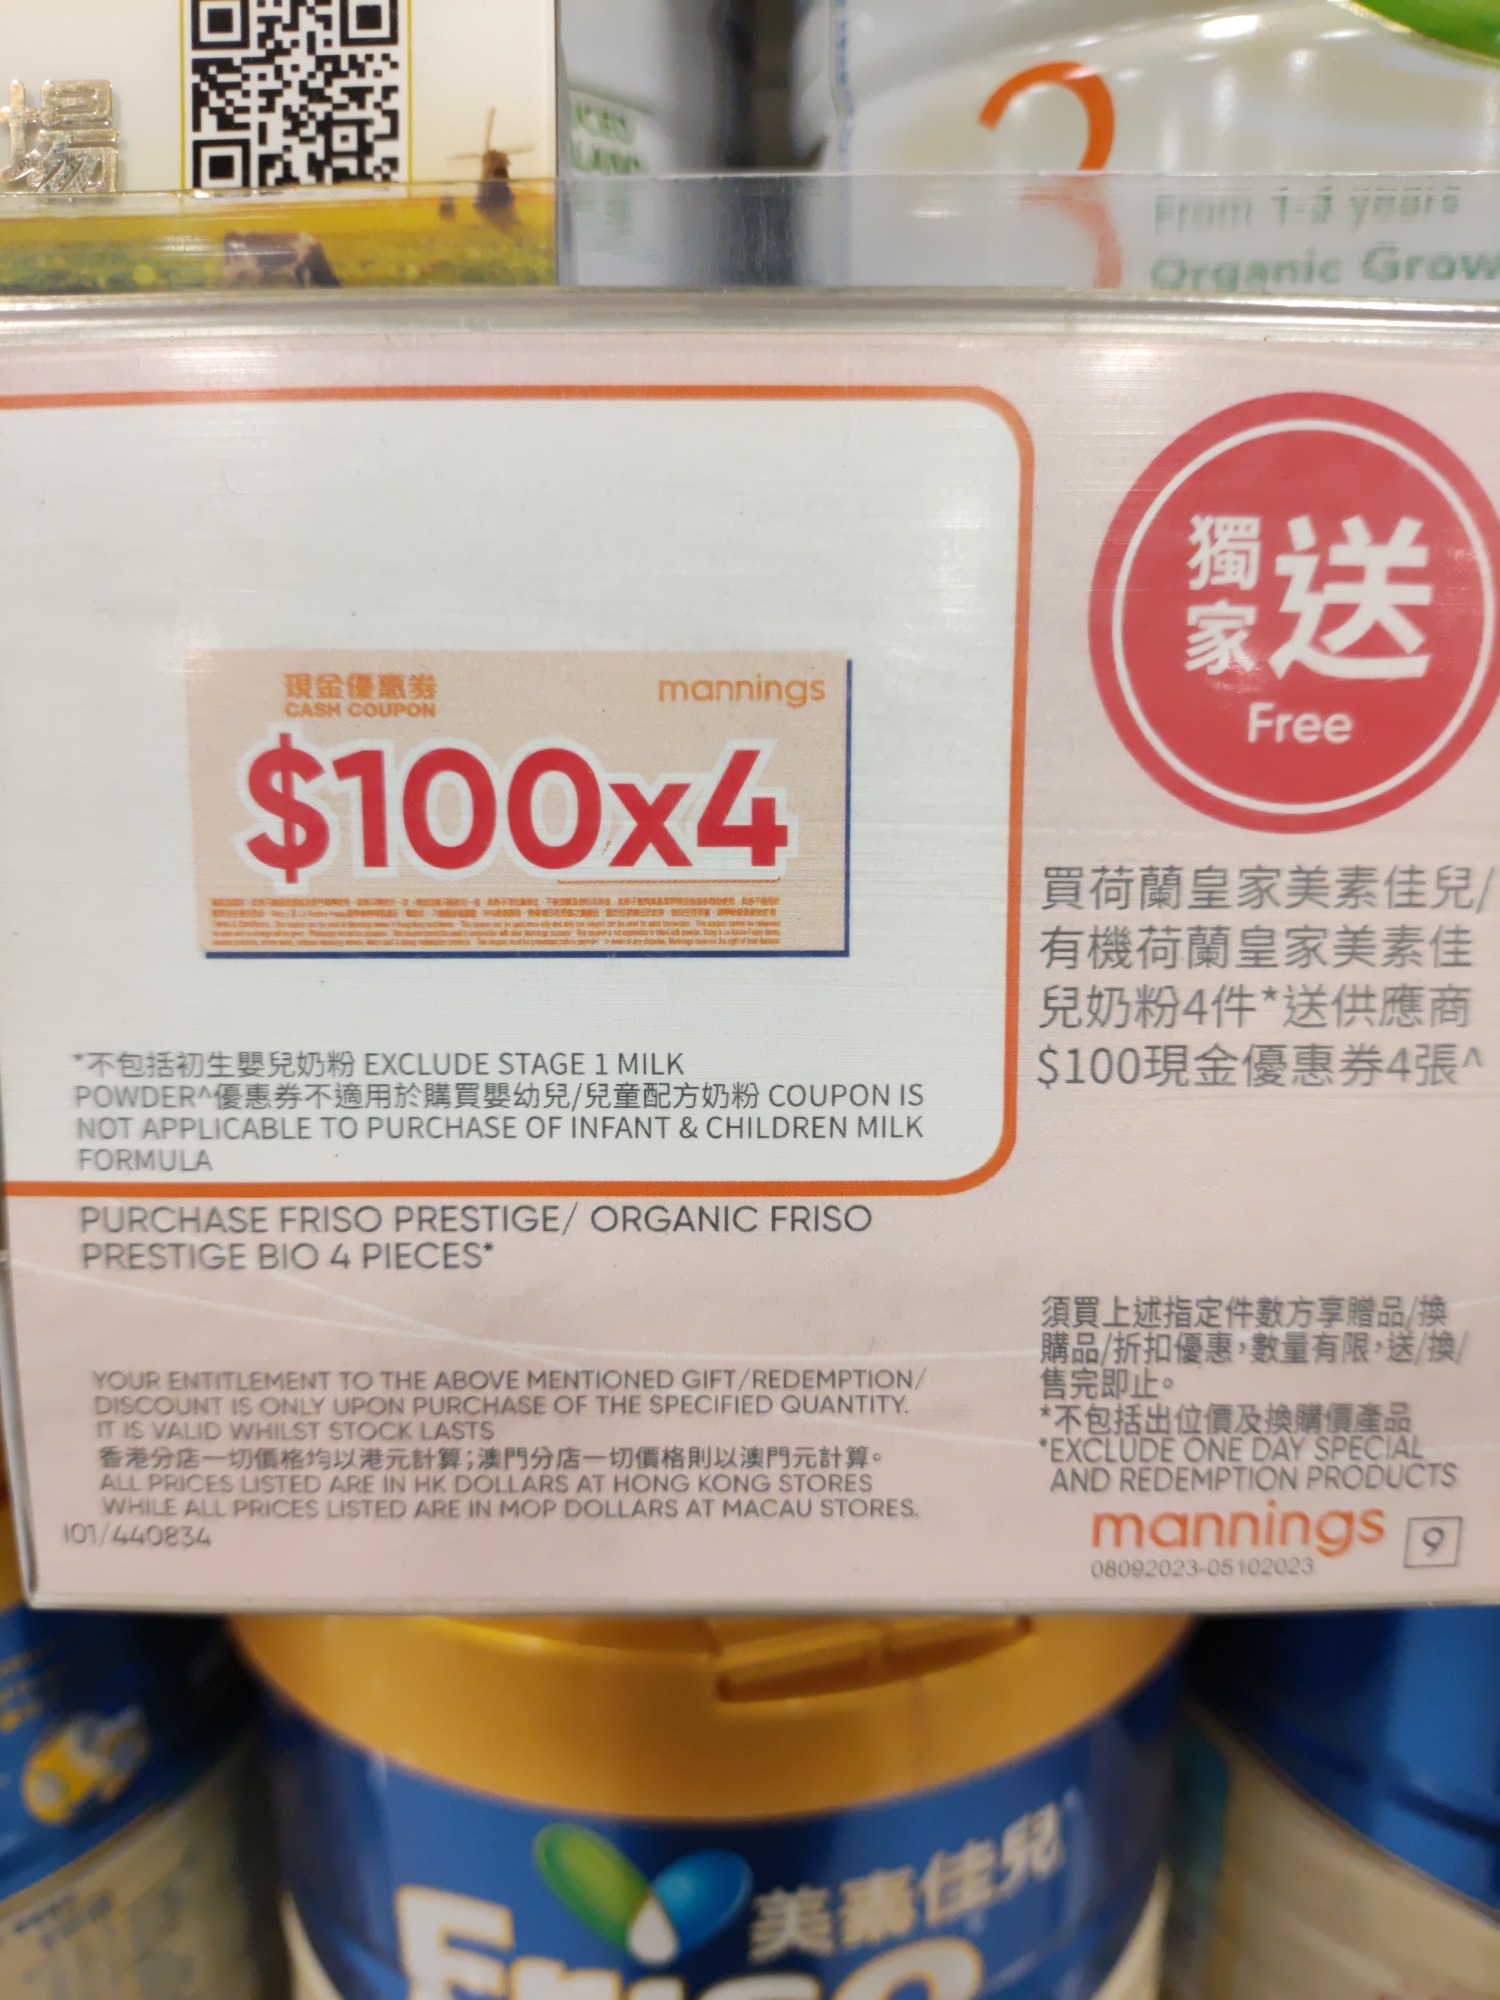 場
3
From 1-3 years
Organic Grow
現金優惠券
CASH COUPON
mannings
$100x4
獨家
送
Free
買荷蘭皇家美素佳兒/
有機荷蘭皇家美素佳
兒奶粉4件*送供應商
$100現金優惠券4張^
*不包括初生嬰兒奶粉 EXCLUDE STAGE 1 MILK
POWDER^優惠券不適用於購買嬰幼兒/兒童配方奶粉 COUPON IS
NOT APPLICABLE TO PURCHASE OF INFANT & CHILDREN MILK
FORMULA
PURCHASE FRISO PRESTIGE/ ORGANIC FRISO
PRESTIGE BIO 4 PIECES*
YOUR ENTITLEMENT TO THE ABOVE MENTIONED GIFT/REDEMPTION/
DISCOUNT IS ONLY UPON PURCHASE OF THE SPECIFIED QUANTITY.
IT IS VALID WHILST STOCK LASTS
香港分店一切價格均以港元計算;澳門分店一切價格則以澳門元計算。
ALL PRICES LISTED ARE IN HK DOLLARS AT HONG KONG STORES
WHILE ALL PRICES LISTED ARE IN MOP DOLLARS AT MACAU STORES.
101/440834
須買上述指定件數方享贈品/換
購品/折扣優惠,數量有限,送/換/
售完即止。
*不包括出位價及換購價產品
*EXCLUDE ONE DAY SPECIAL
AND REDEMPTION PRODUCTS
mannings 9
08092023-05102023
美素佳兒
Friso